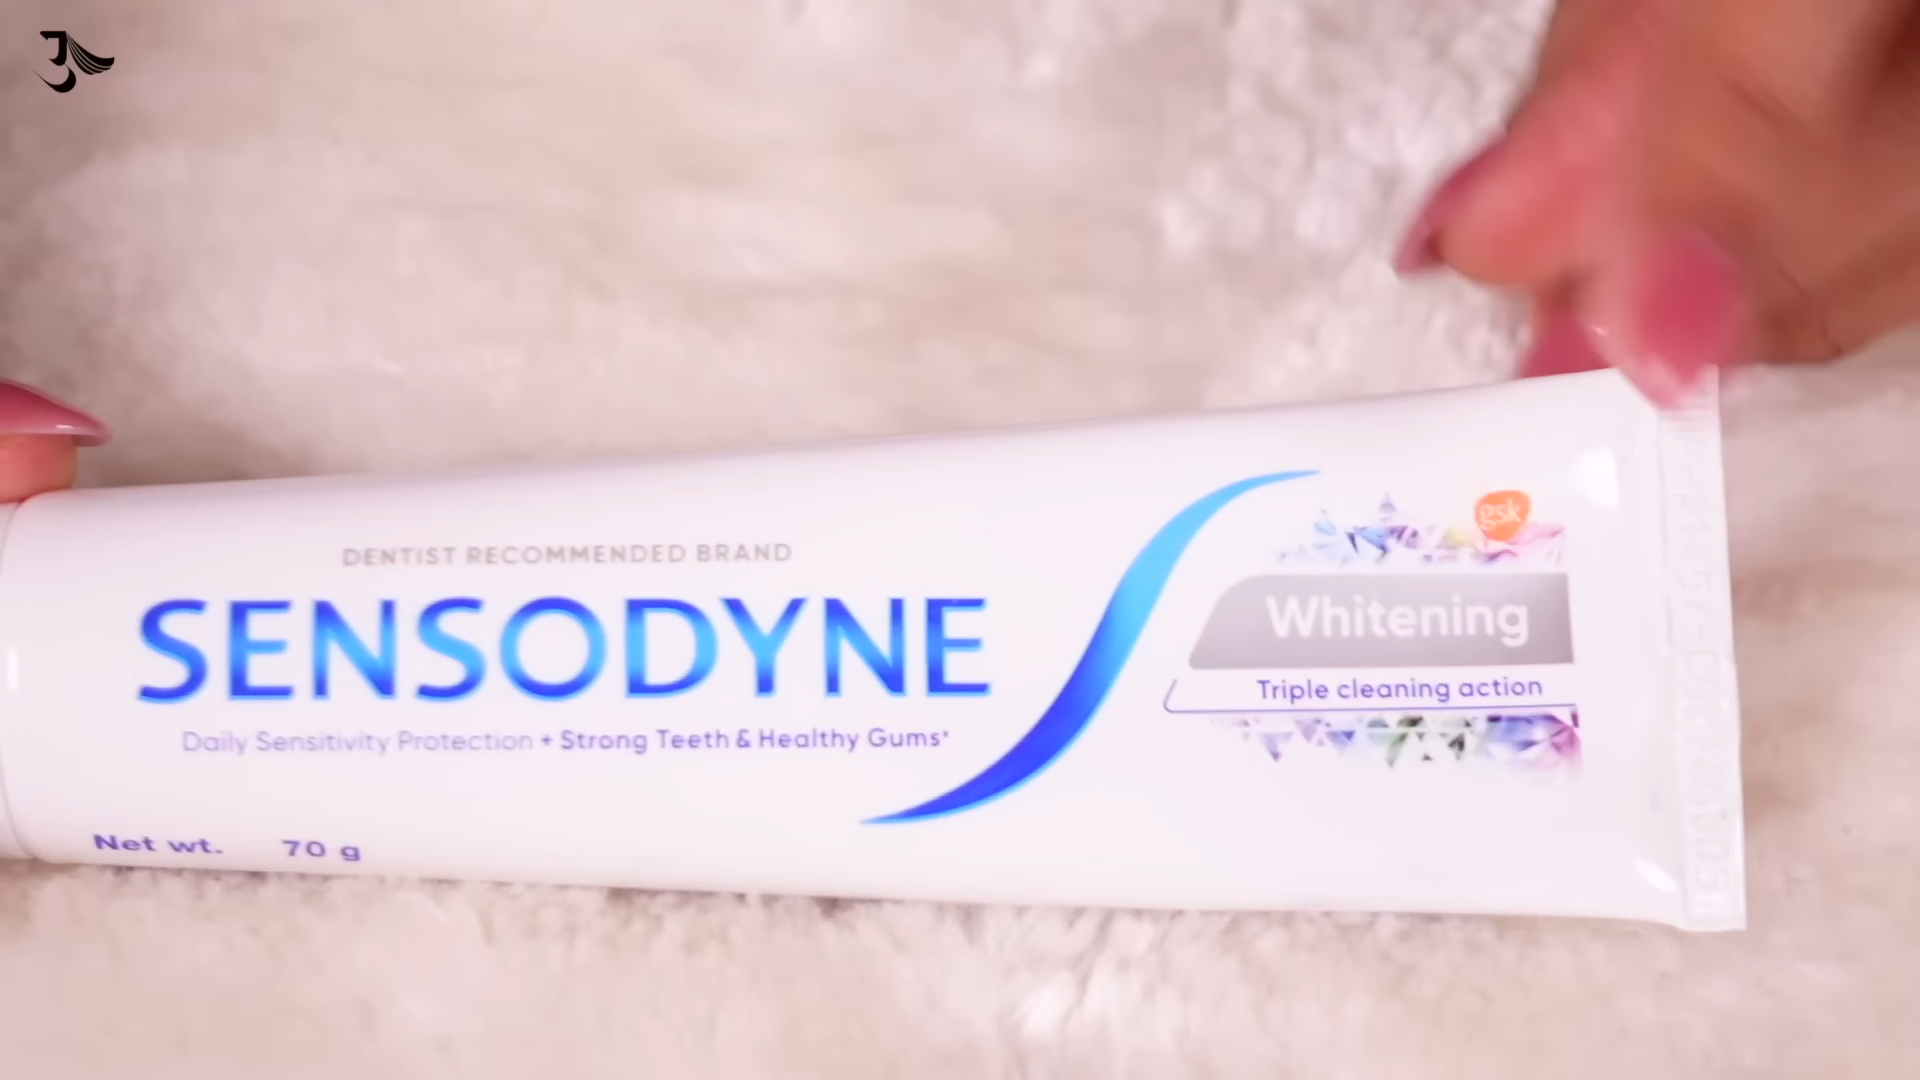 DENTIST RECOMMENDED BRAND
SENSODYNE
Daily Sensitivity Protection + Strong Teeth & Healthy Gums*
Net wt. 70 g
gsk
Whitening
Triple cleaning action